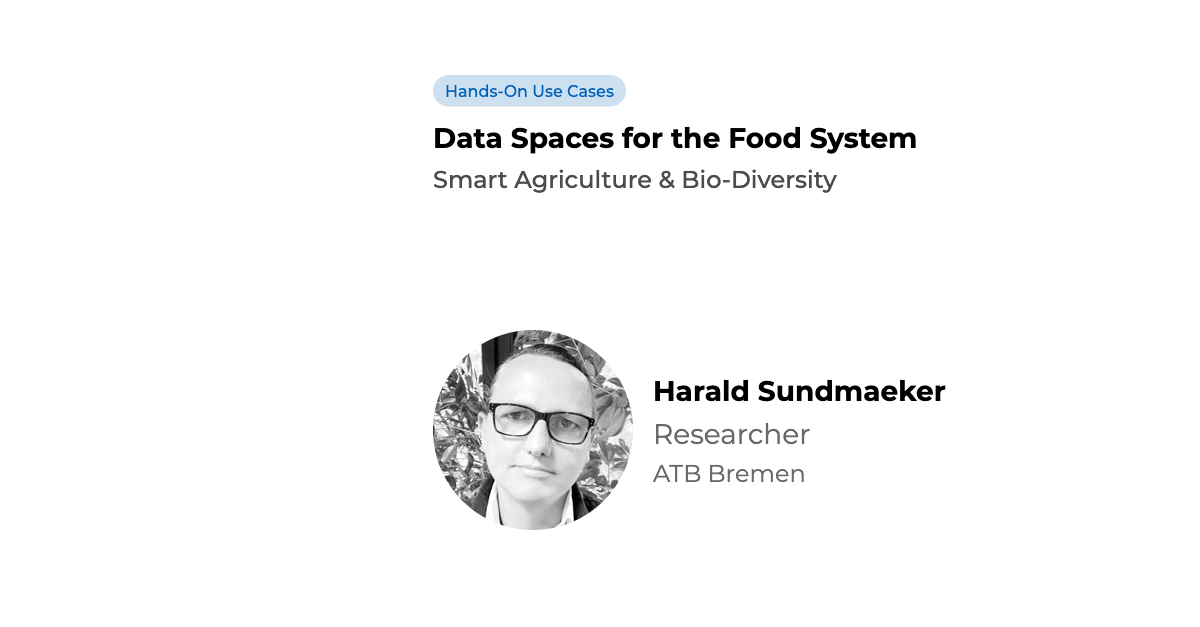 Hands-On Use Cases
Data Spaces for the Food System
Smart Agriculture & Bio-Diversity
Harald Sundmaeker
Researcher
ATB Bremen